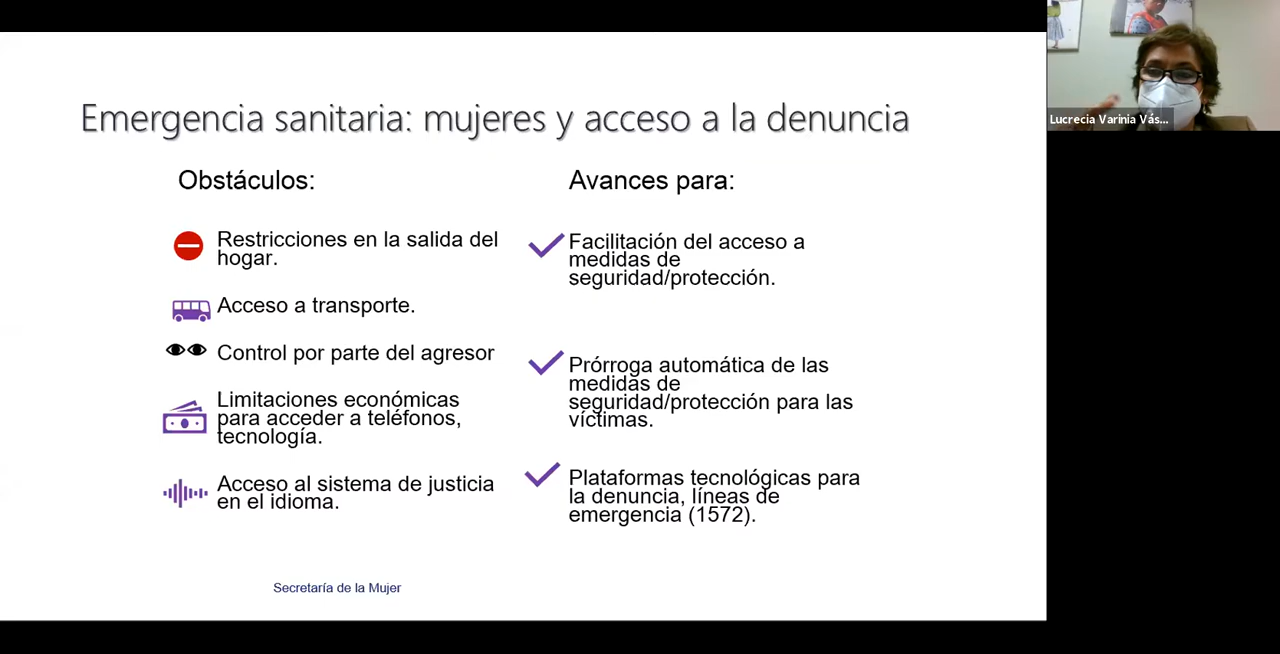 Emergencia sanitaria: mujeres y acceso a la denuncia
Obstáculos:
Restricciones en la salida del
hogar.
Acceso a transporte.
Control por parte del agresor
Limitaciones económicas
para acceder a teléfonos,
tecnología.
Acceso al sistema de justicia
en el idioma.
Avances para:
Facilitación del acceso a
medidas de
seguridad/protección.
Prórroga automática de las
medidas de
seguridad/protección para las
víctimas.
Plataformas tecnológicas para
la denuncia, líneas de
emergencia (1572).
Secretaría de la Mujer
Lucrecia Varinia Vás...